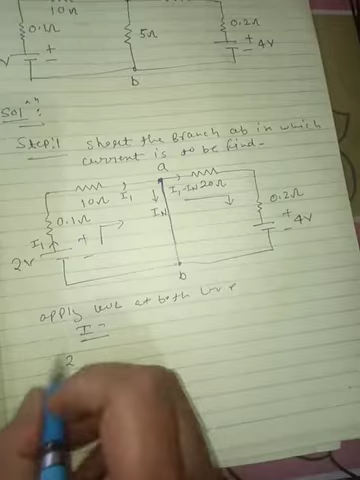 10Ω
0.1Ω
+
-
V
5Ω
0.2Ω
+
-
4V
b
Solⁿ:
Step:1 short the Branch ab in which
current is to be find-
a
10Ω
I₁
I₁-IN 20Ω
IN
0.1Ω
I₁
+
-
2V
0.2Ω
+
-
4V
b
apply KVL at both loop
I -
2